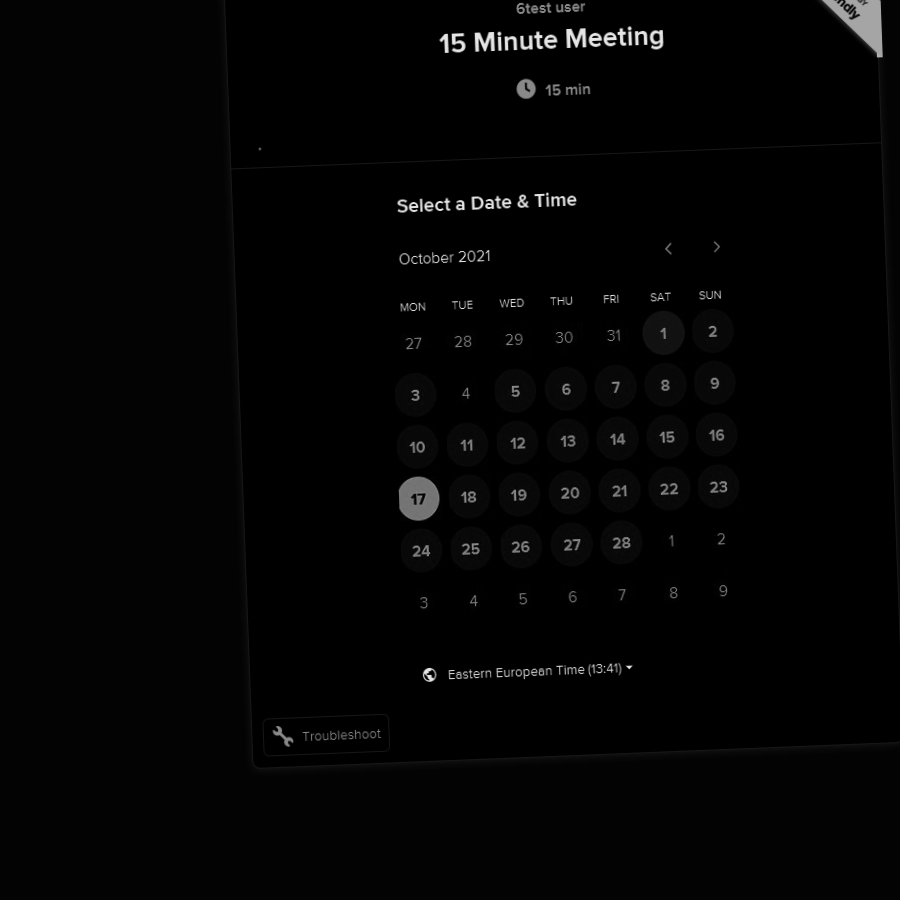 6test user
15 Minute Meeting
15 min
Select a Date & Time
October 2021
MON TUE WED THU FRI SAT SUN
27 28 29 30 31 1 2
3 4 5 6 7 8 9
10 11 12 13 14 15 16
17 18 19 20 21 22 23
24 25 26 27 28 1 2
3 4 5 6 7 8 9
Eastern European Time (13:41)
Troubleshoot